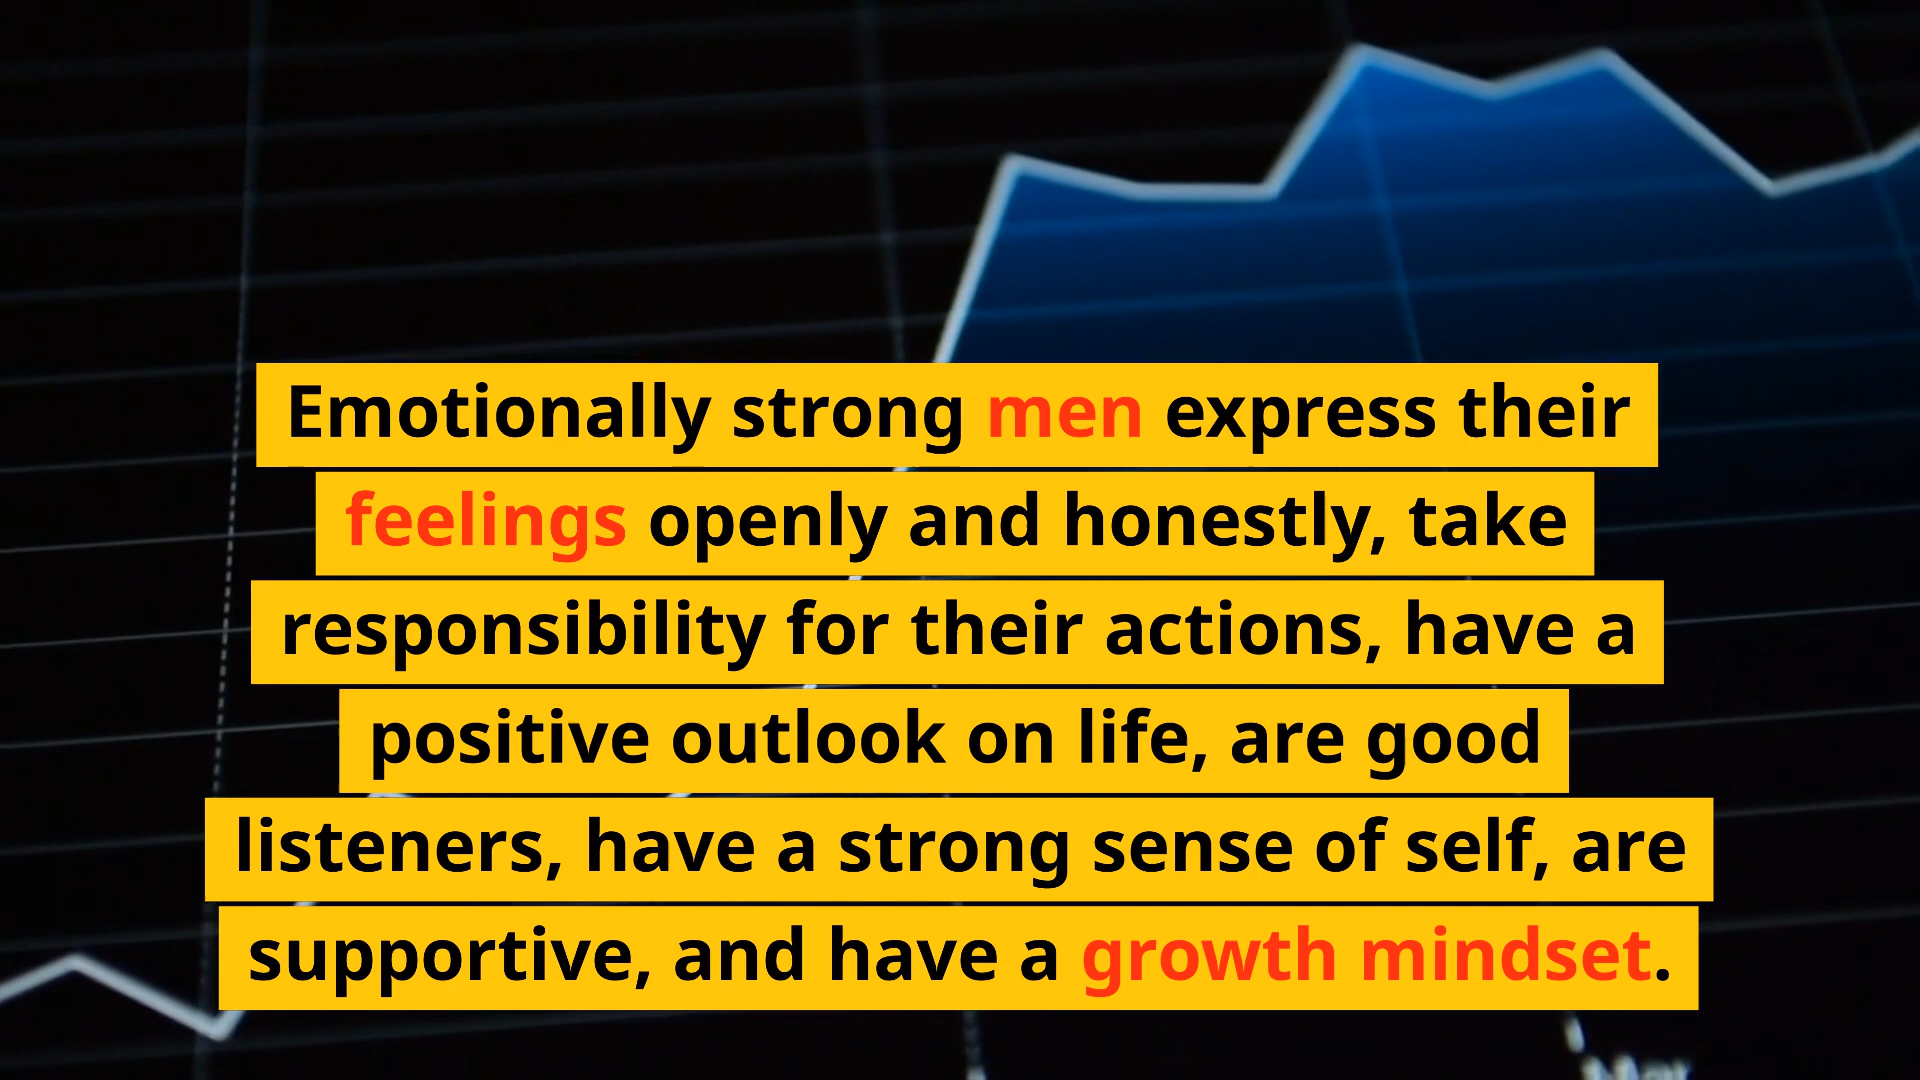 Emotionally strong men express their
feelings openly and honestly, take
responsibility for their actions, have a
positive outlook on life, are good
listeners, have a strong sense of self, are
supportive, and have a growth mindset.
Mar